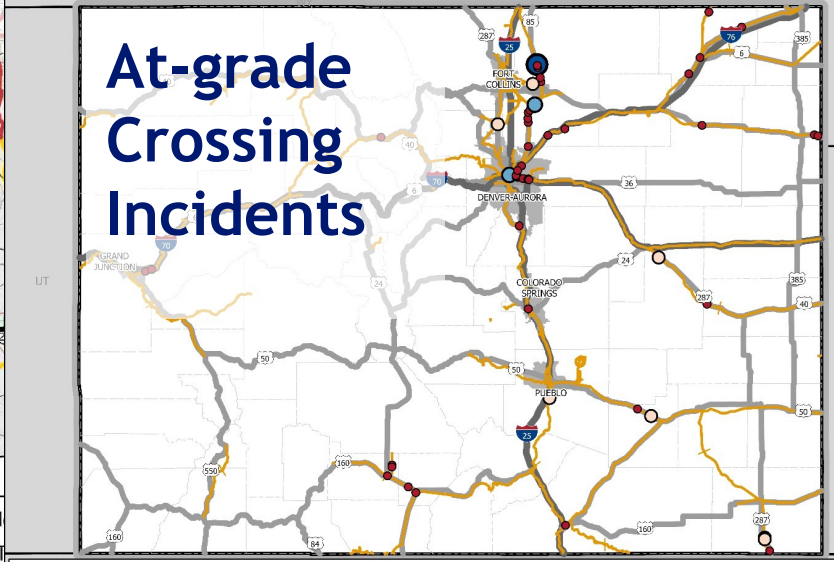 At-grade
Crossing
Incidents
287
85
25
76
385
6
FORT
COLLINS
40
70
6
36
DENVER-AURORA
70
GRAND
JUNCTION
UT
24
24
COLORADO
SPRINGS
385
287
40
50
50
PUEBLO
50
25
550
160
160
84
160
287